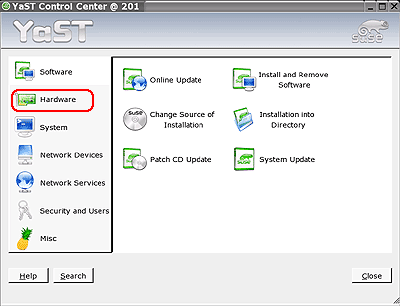 YaST Control Center @ 201
YaST
SuSE
Software
Hardware
System
Network Devices
Network Services
Security and Users
Misc
Online Update
Install and Remove
Software
Change Source of
Installation
Installation into
Directory
Patch CD Update
System Update
Help
Search
Close